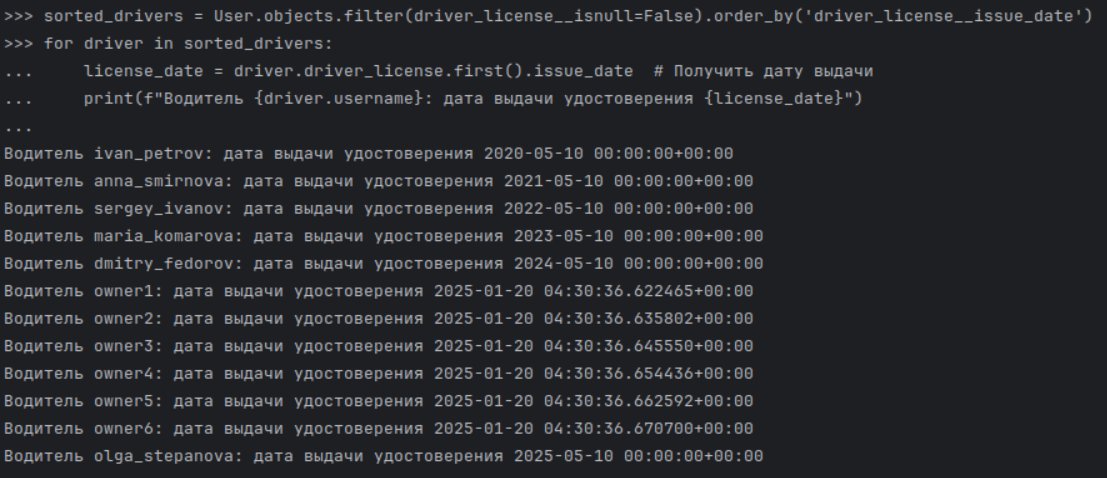 >>> sorted_drivers = User.objects.filter(driver_license__isnull=False).order_by('driver_license__issue_date')
>>> for driver in sorted_drivers:
...     license_date = driver.driver_license.first().issue_date  # Получить дату выдачи
...     print(f"Водитель {driver.username}: дата выдачи удостоверения {license_date}")
...
Водитель ivan_petrov: дата выдачи удостоверения 2020-05-10 00:00:00+00:00
Водитель anna_smirnova: дата выдачи удостоверения 2021-05-10 00:00:00+00:00
Водитель sergey_ivanov: дата выдачи удостоверения 2022-05-10 00:00:00+00:00
Водитель maria_komarova: дата выдачи удостоверения 2023-05-10 00:00:00+00:00
Водитель dmitry_fedorov: дата выдачи удостоверения 2024-05-10 00:00:00+00:00
Водитель owner1: дата выдачи удостоверения 2025-01-20 04:30:36.622465+00:00
Водитель owner2: дата выдачи удостоверения 2025-01-20 04:30:36.635802+00:00
Водитель owner3: дата выдачи удостоверения 2025-01-20 04:30:36.645550+00:00
Водитель owner4: дата выдачи удостоверения 2025-01-20 04:30:36.654436+00:00
Водитель owner5: дата выдачи удостоверения 2025-01-20 04:30:36.662592+00:00
Водитель owner6: дата выдачи удостоверения 2025-01-20 04:30:36.670700+00:00
Водитель olga_stepanova: дата выдачи удостоверения 2025-05-10 00:00:00+00:00